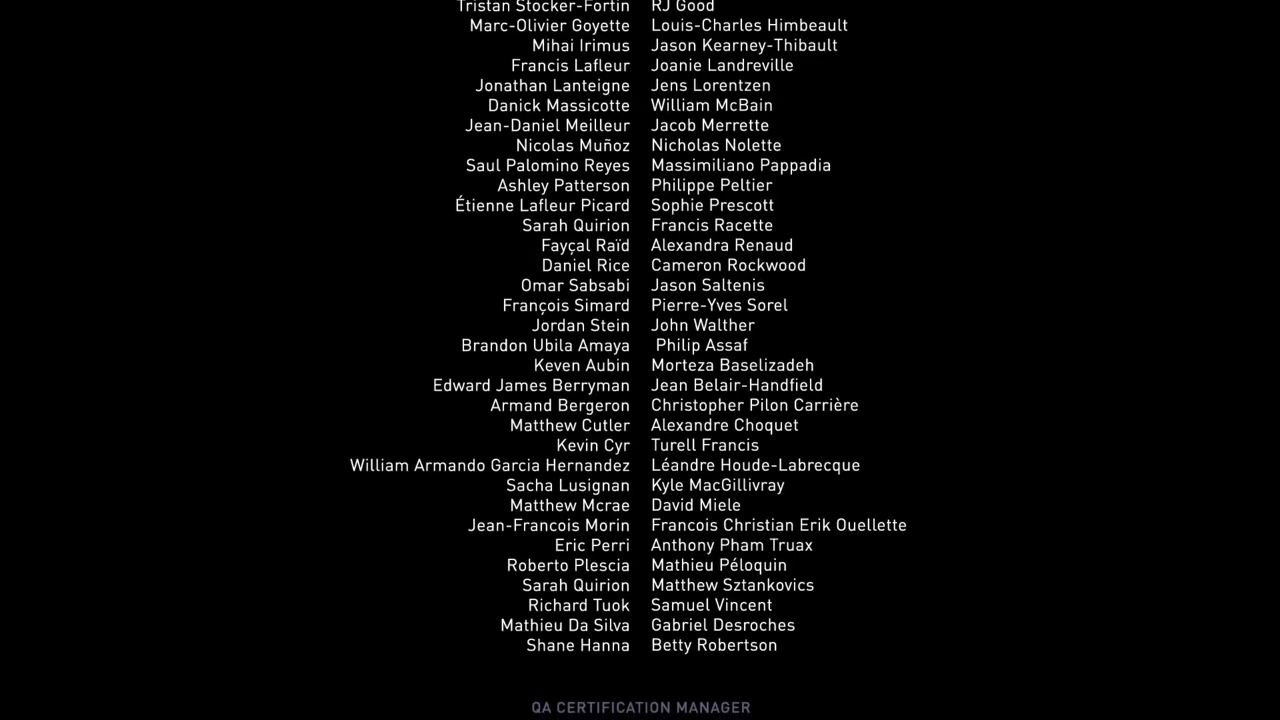 Tristan Stocker-Fortin RJ Good
Marc-Olivier Goyette Louis-Charles Himbeault
Mihai Irimus Jason Kearney-Thibault
Francis Lafleur Joanie Landreville
Jonathan Lanteigne Jens Lorentzen
Danick Massicotte William McBain
Jean-Daniel Meilleur Jacob Merrette
Nicolas Muñoz Nicholas Nolette
Saul Palomino Reyes Massimiliano Pappadia
Ashley Patterson Philippe Peltier
Étienne Lafleur Picard Sophie Prescott
Sarah Quirion Francis Racette
Fayçal Raïd Alexandra Renaud
Daniel Rice Cameron Rockwood
Omar Sabsabi Jason Saltenis
François Simard Pierre-Yves Sorel
Jordan Stein John Walther
Brandon Ubila Amaya Philip Assaf
Keven Aubin Morteza Baselizadeh
Edward James Berryman Jean Belair-Handfield
Armand Bergeron Christopher Pilon Carrière
Matthew Cutler Alexandre Choquet
Kevin Cyr Turell Francis
William Armando Garcia Hernandez Léandre Houde-Labrecque
Sacha Lusignan Kyle MacGillivray
Matthew Mcrae David Miele
Jean-Francois Morin Francois Christian Erik Ouellette
Eric Perri Anthony Pham Truax
Roberto Plescia Mathieu Péloquin
Sarah Quirion Matthew Sztankovics
Richard Tuok Samuel Vincent
Mathieu Da Silva Gabriel Desroches
Shane Hanna Betty Robertson
QA CERTIFICATION MANAGER